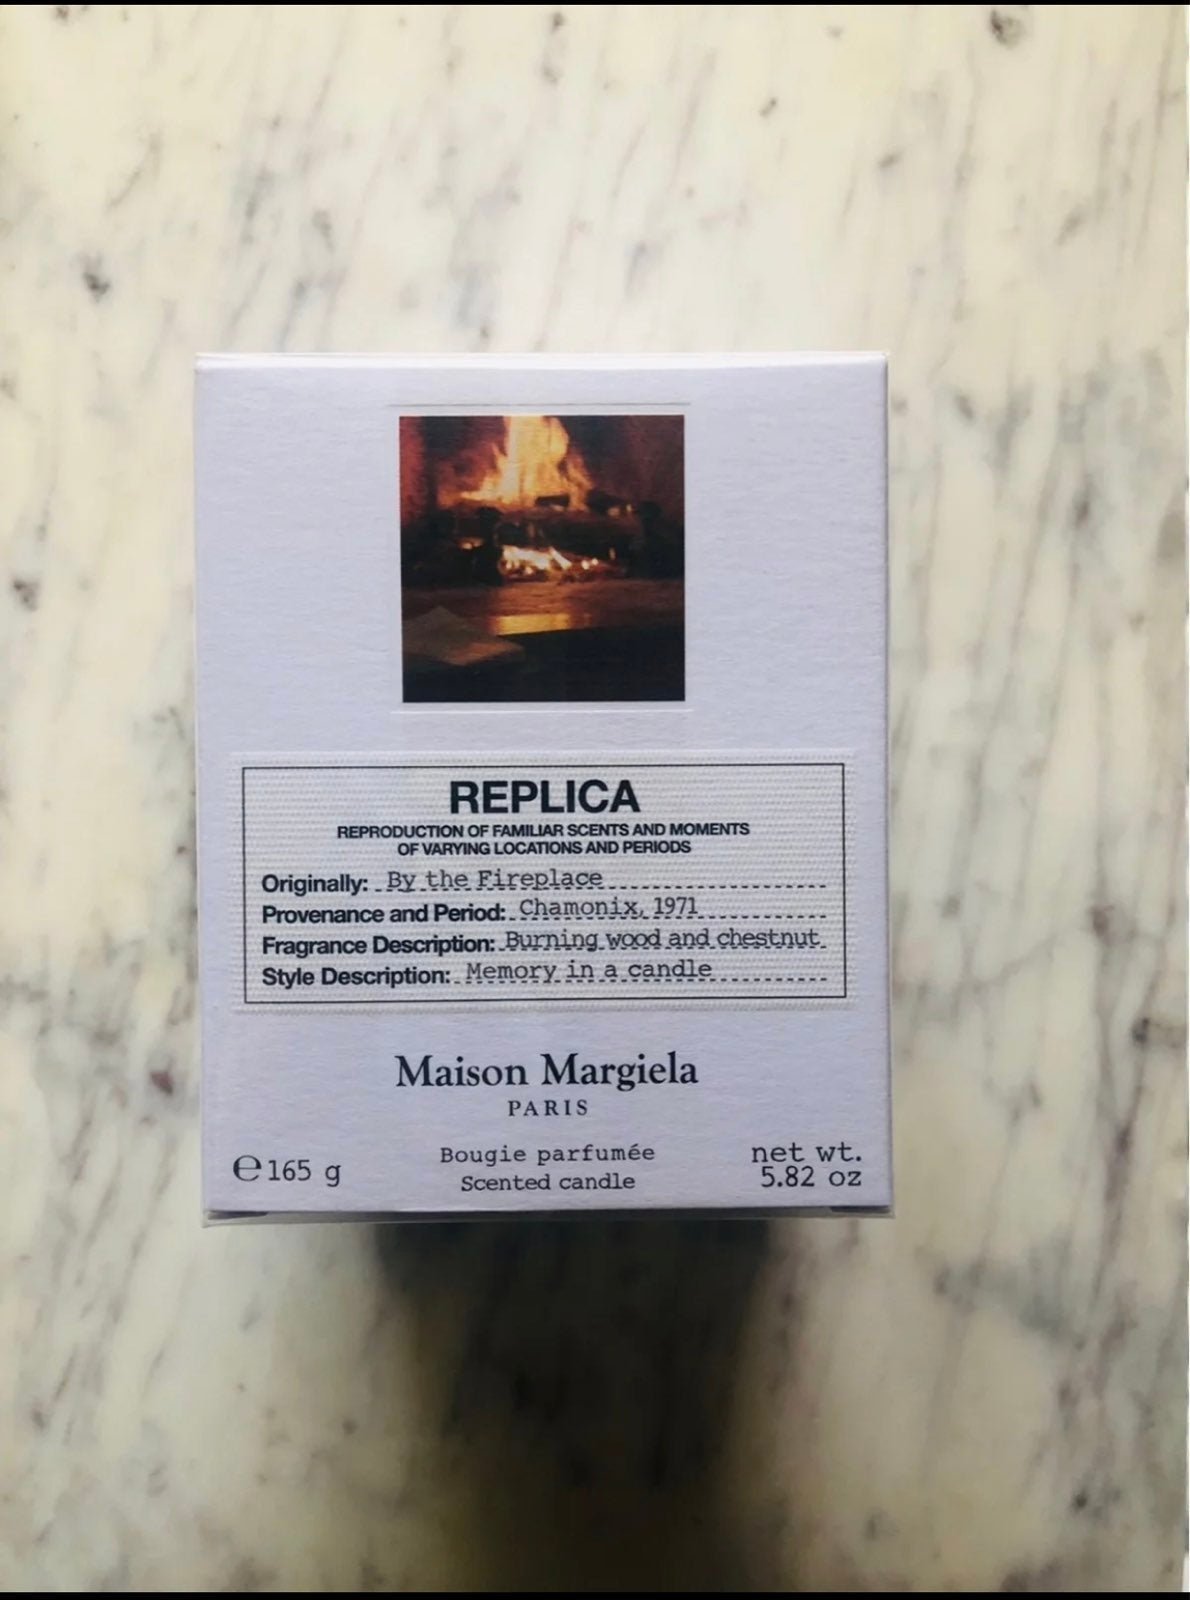 REPLICA
REPRODUCTION OF FAMILIAR SCENTS AND MOMENTS
OF VARYING LOCATIONS AND PERIODS
Originally: By the Fireplace
Provenance and Period: Chamonix, 1971
Fragrance Description: Burning wood and chestnut
Style Description: Memory in a candle
Maison Margiela
PARIS
Bougie parfumée
Scented candle
℮ 165 g
net wt.
5.82 oz